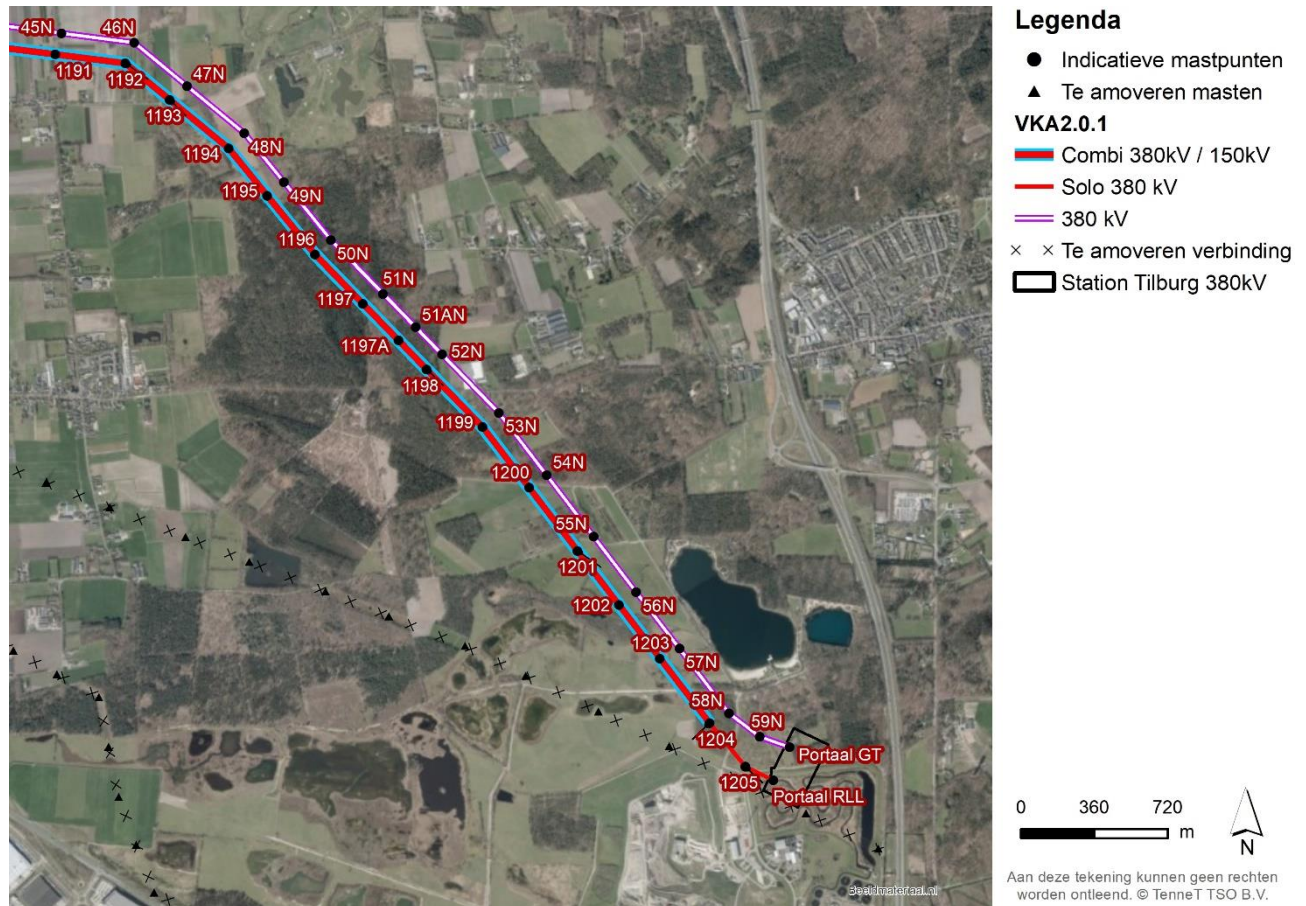 45N
46N
1191
1192
47N
1193
48N
1194
49N
1195
50N
1196
51N
1197
51AN
1197A
52N
1198
53N
1199
54N
1200
55N
1201
56N
1202
57N
1203
58N
59N
1204
Portaal GT
1205
Portaal RLL
Beeldmateriaal.nl
Legenda
Indicatieve mastpunten
Te amoveren masten
VKA2.0.1
Combi 380kV / 150kV
Solo 380 kV
380 kV
Te amoveren verbinding
Station Tilburg 380kV
0 360 720
m
N
Aan deze tekening kunnen geen rechten
worden ontleend. © TenneT TSO B.V.